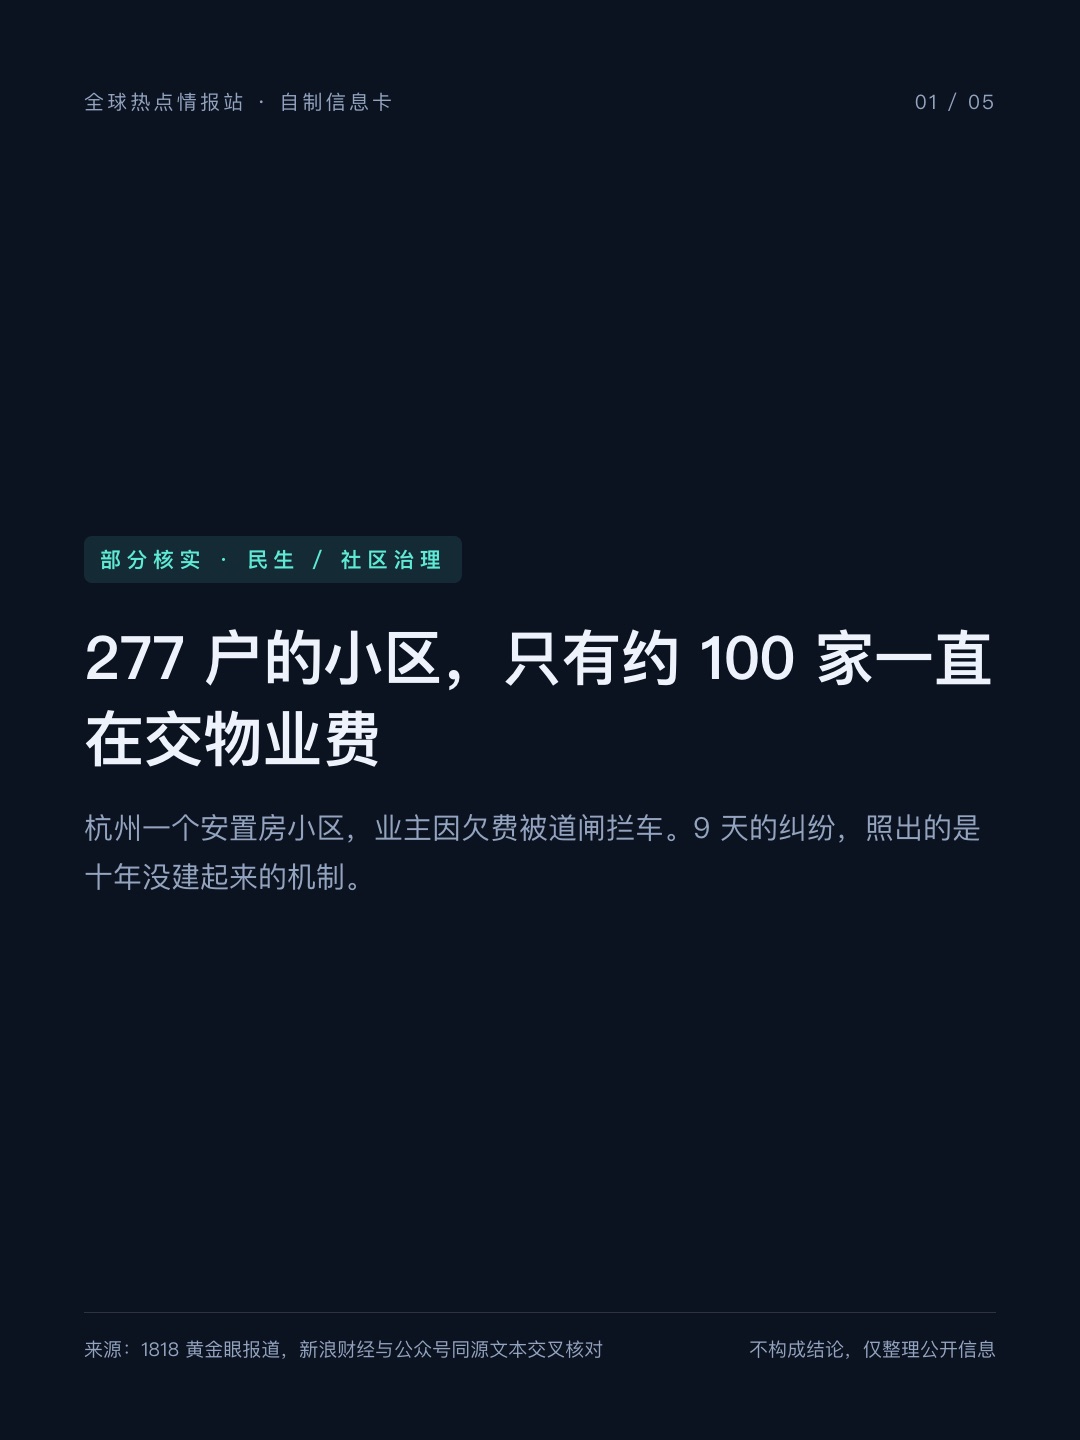 全球热点情报站 · 自制信息卡
01 / 05
部分核实 · 民生 / 社区治理
277 户的小区，只有约 100 家一直
在交物业费
杭州一个安置房小区，业主因欠费被道闸拦车。9 天的纠纷，照出的是
十年没建起来的机制。
来源：1818 黄金眼报道，新浪财经与公众号同源文本交叉核对
不构成结论，仅整理公开信息